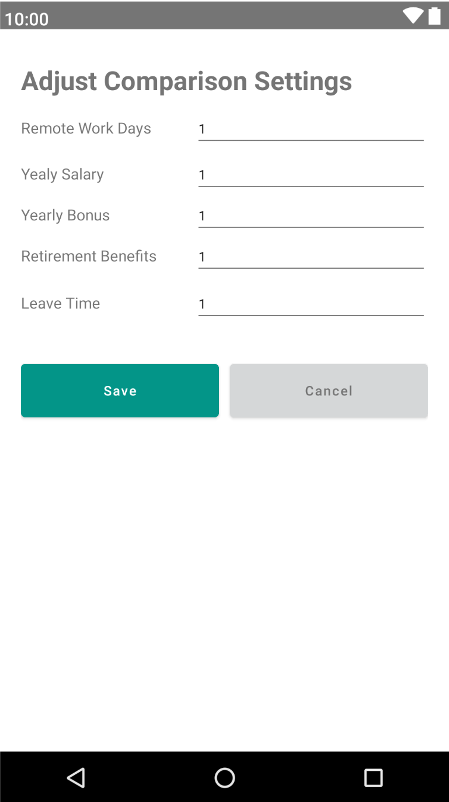 10:00
Adjust Comparison Settings
Remote Work Days 1
Yealy Salary 1
Yearly Bonus 1
Retirement Benefits 1
Leave Time 1
Save Cancel